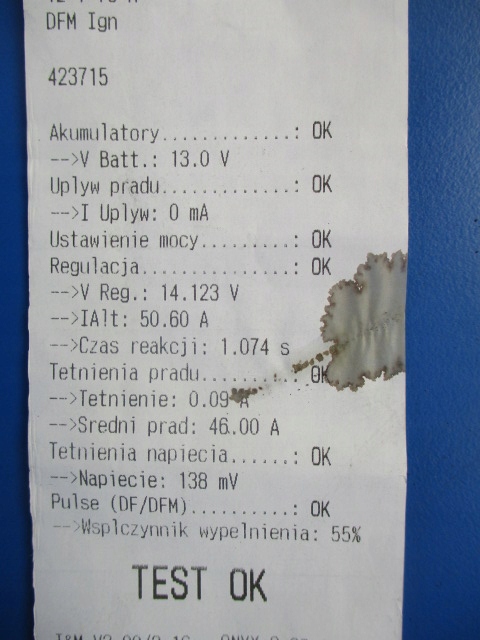 DFM Ign
423715
Akumulatory............: OK
-->V Batt.: 13.0 V
Uplyw pradu............: OK
-->I Uplyw: 0 mA
Ustawienie mocy........: OK
Regulacja..............: OK
-->V Reg.: 14.123 V
-->IAlt: 50.60 A
-->Czas reakcji: 1.074 s
Tetnienia pradu........: OK
-->Tetnienie: 0.09 A
-->Sredni prad: 46.00 A
Tetnienia napiecia.....: OK
-->Napiecie: 138 mV
Pulse (DF/DFM).........: OK
-->Wsplczynnik wypelnienia: 55%
TEST OK